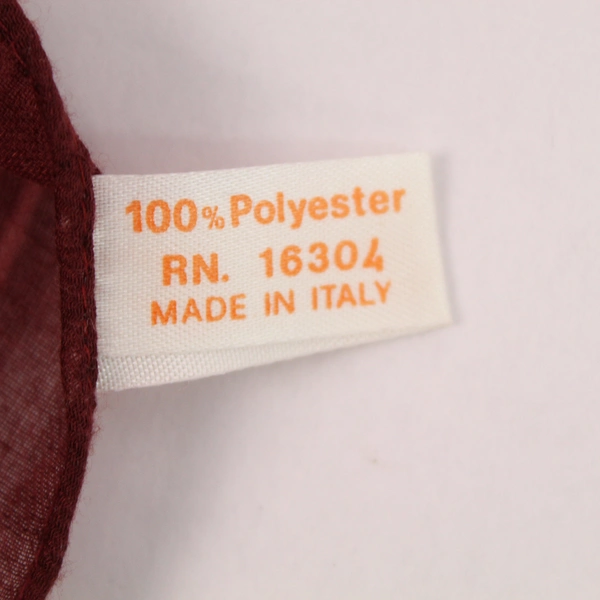 100% Polyester
RN. 16304
MADE IN ITALY